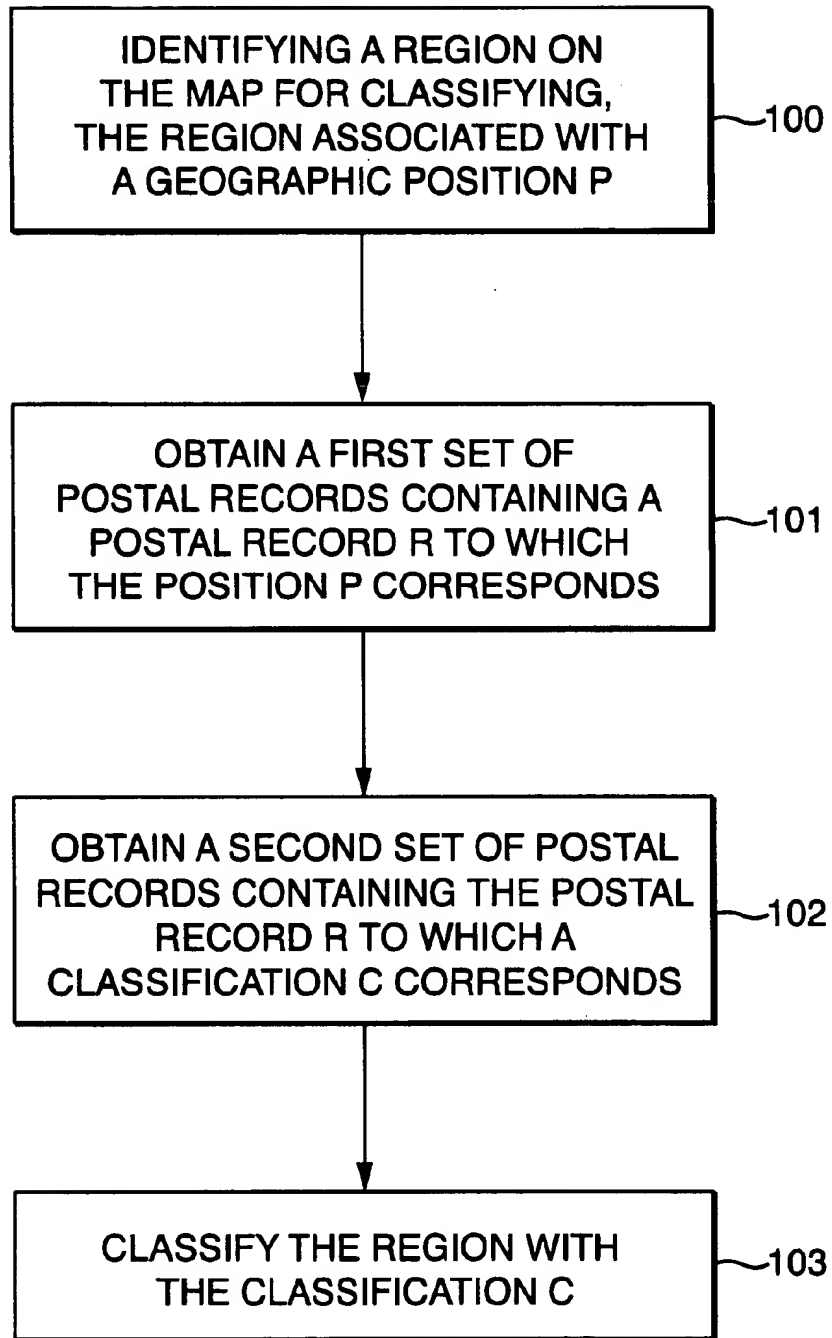 IDENTIFYING A REGION ON
THE MAP FOR CLASSIFYING,
THE REGION ASSOCIATED WITH
A GEOGRAPHIC POSITION P
100
OBTAIN A FIRST SET OF
POSTAL RECORDS CONTAINING A
POSTAL RECORD R TO WHICH
THE POSITION P CORRESPONDS
101
OBTAIN A SECOND SET OF POSTAL
RECORDS CONTAINING THE POSTAL
RECORD R TO WHICH A
CLASSIFICATION C CORRESPONDS
102
CLASSIFY THE REGION WITH
THE CLASSIFICATION C
103